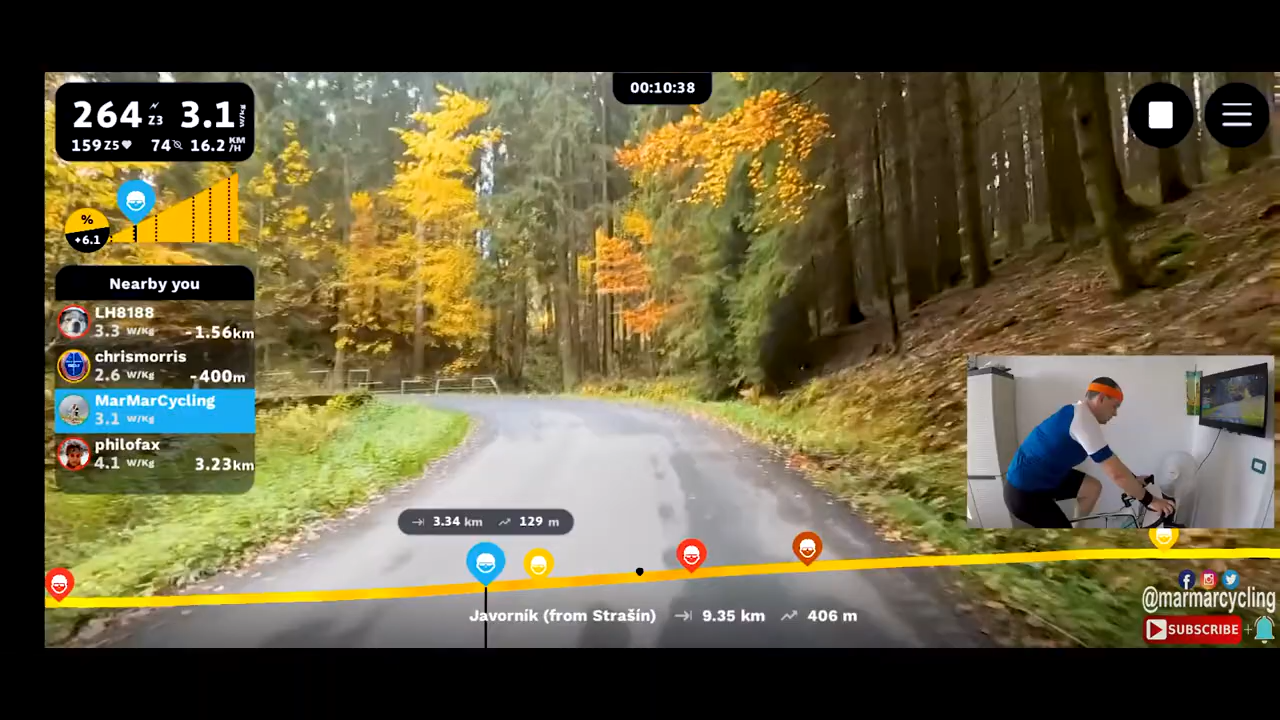 00:10:38
264 Z3 3.1 W/kg
159 Z5 74 16.2 KM/H
%
+6.1
Nearby you
LH8188
3.3 W/Kg -1.56km
chrismorris
2.6 W/Kg -400m
MarMarCycling
3.1 W/Kg
philofax
4.1 W/Kg 3.23km
3.34 km 129 m
Javorník (from Strašín) 9.35 km 406 m
@marmarcycling
SUBSCRIBE +